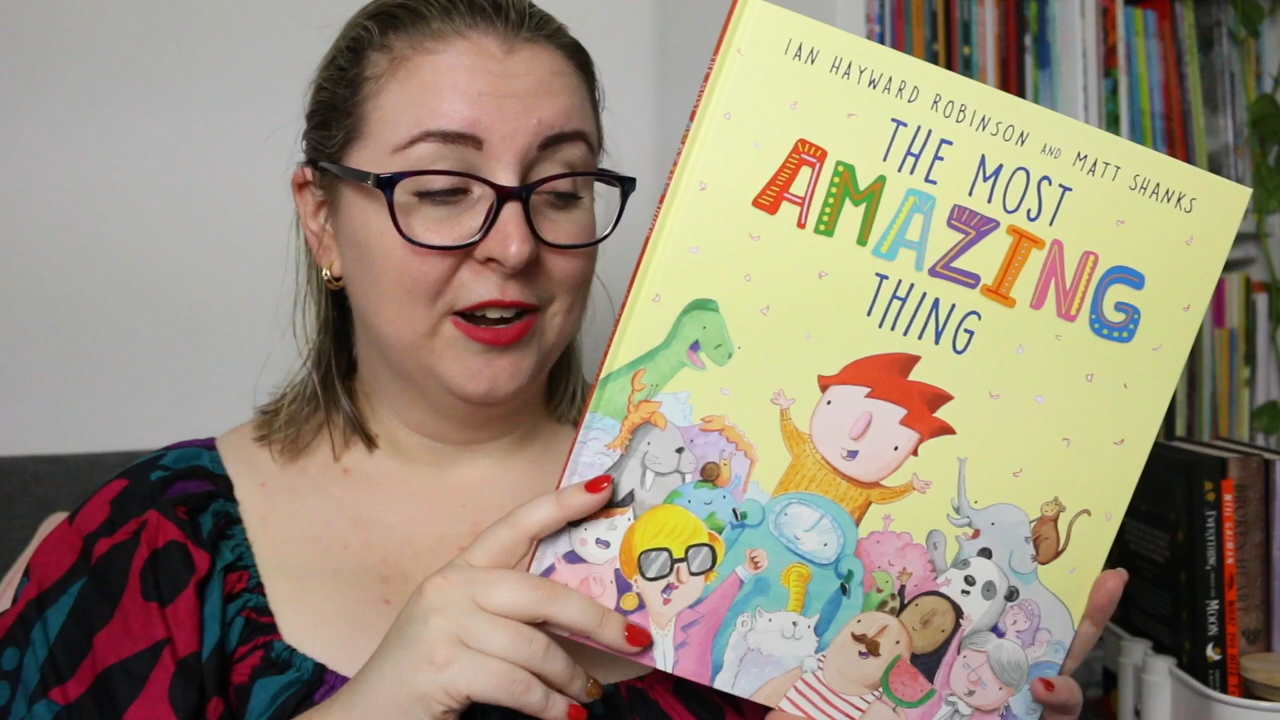 IAN HAYWARD ROBINSON AND MATT SHANKS
THE MOST
AMAZING
THING